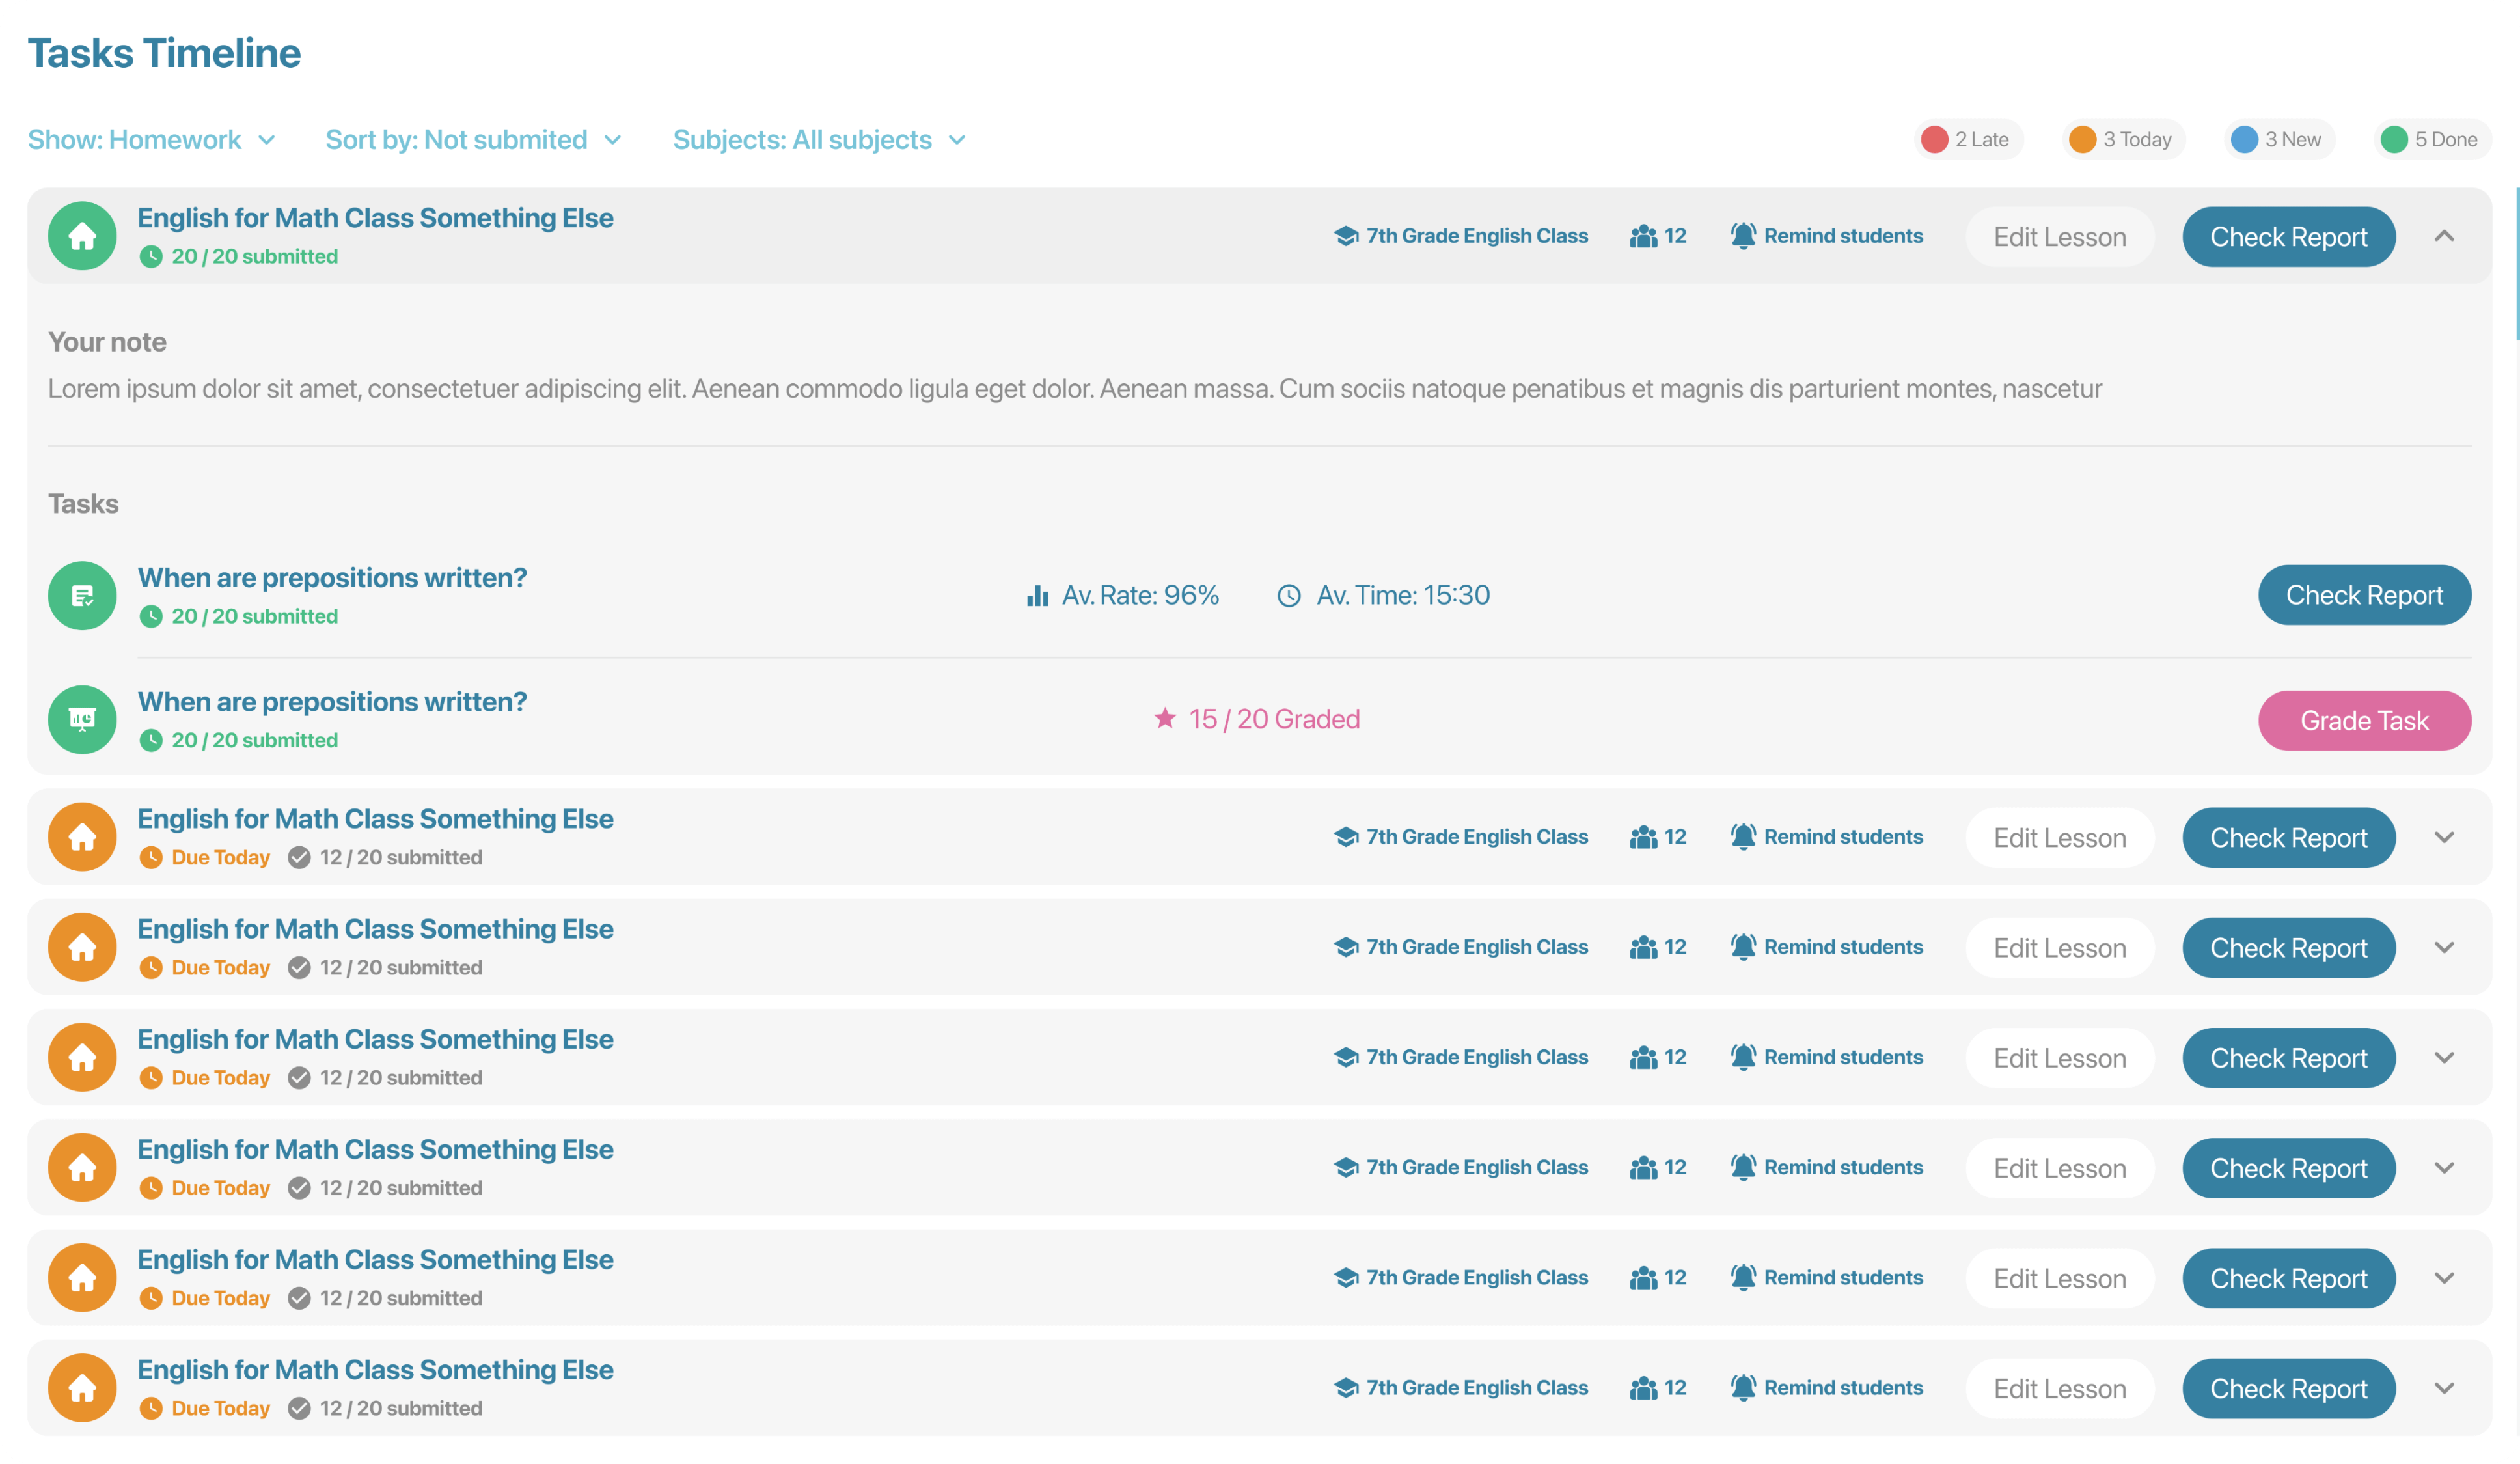 Tasks Timeline
Show: Homework Sort by: Not submited Subjects: All subjects 2 Late 3 Today 3 New 5 Done
English for Math Class Something Else
20 / 20 submitted
7th Grade English Class 12 Remind students Edit Lesson Check Report
Your note
Lorem ipsum dolor sit amet, consectetuer adipiscing elit. Aenean commodo ligula eget dolor. Aenean massa. Cum sociis natoque penatibus et magnis dis parturient montes, nascetur
Tasks
When are prepositions written?
20 / 20 submitted
Av. Rate: 96% Av. Time: 15:30 Check Report
When are prepositions written?
20 / 20 submitted
15 / 20 Graded Grade Task
English for Math Class Something Else
Due Today 12 / 20 submitted
7th Grade English Class 12 Remind students Edit Lesson Check Report
English for Math Class Something Else
Due Today 12 / 20 submitted
7th Grade English Class 12 Remind students Edit Lesson Check Report
English for Math Class Something Else
Due Today 12 / 20 submitted
7th Grade English Class 12 Remind students Edit Lesson Check Report
English for Math Class Something Else
Due Today 12 / 20 submitted
7th Grade English Class 12 Remind students Edit Lesson Check Report
English for Math Class Something Else
Due Today 12 / 20 submitted
7th Grade English Class 12 Remind students Edit Lesson Check Report
English for Math Class Something Else
Due Today 12 / 20 submitted
7th Grade English Class 12 Remind students Edit Lesson Check Report